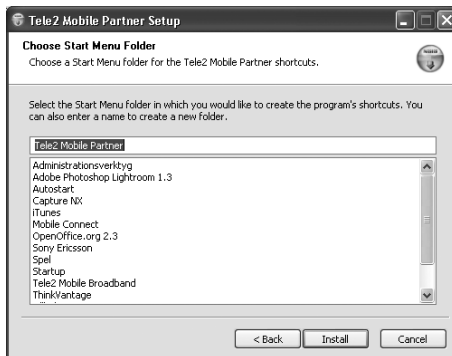 Tele2 Mobile Partner Setup
Choose Start Menu Folder
Choose a Start Menu folder for the Tele2 Mobile Partner shortcuts.
Select the Start Menu folder in which you would like to create the program's shortcuts. You
can also enter a name to create a new folder.
Tele2 Mobile Partner
Administrationsverktyg
Adobe Photoshop Lightroom 1.3
Autostart
Capture NX
iTunes
Mobile Connect
OpenOffice.org 2.3
Sony Ericsson
Spel
Startup
Tele2 Mobile Broadband
ThinkVantage
< Back
Install
Cancel